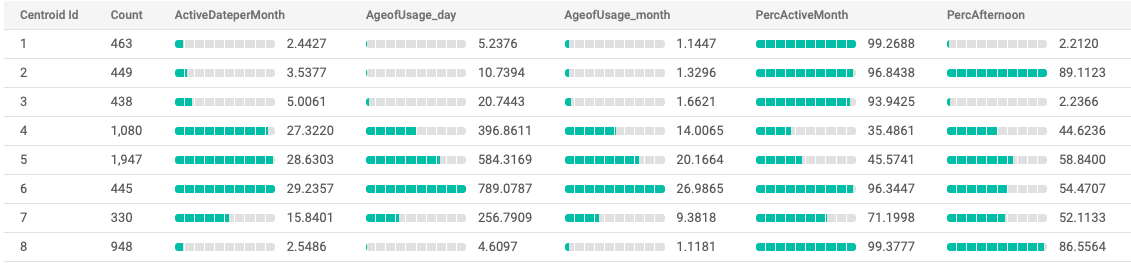 Centroid Id Count ActiveDateperMonth AgeofUsage_day AgeofUsage_month PercActiveMonth PercAfternoon
1 463 2.4427 5.2376 1.1447 99.2688 2.2120
2 449 3.5377 10.7394 1.3296 96.8438 89.1123
3 438 5.0061 20.7443 1.6621 93.9425 2.2366
4 1,080 27.3220 396.8611 14.0065 35.4861 44.6236
5 1,947 28.6303 584.3169 20.1664 45.5741 58.8400
6 445 29.2357 789.0787 26.9865 96.3447 54.4707
7 330 15.8401 256.7909 9.3818 71.1998 52.1133
8 948 2.5486 4.6097 1.1181 99.3777 86.5564